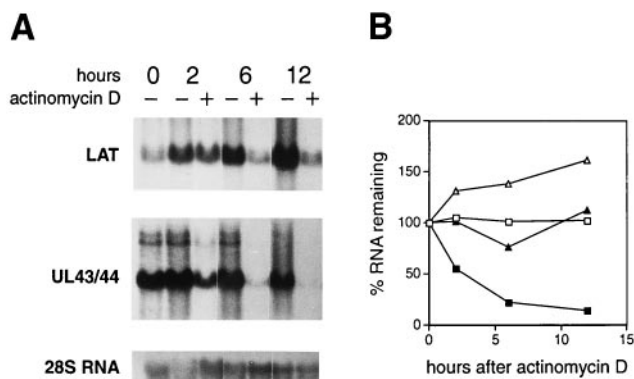 A
hours 0 2 6 12
actinomycin D − − + − + − +
LAT
UL43/44
28S RNA
B
200
150
100
50
0
% RNA remaining
0 5 10 15
hours after actinomycin D